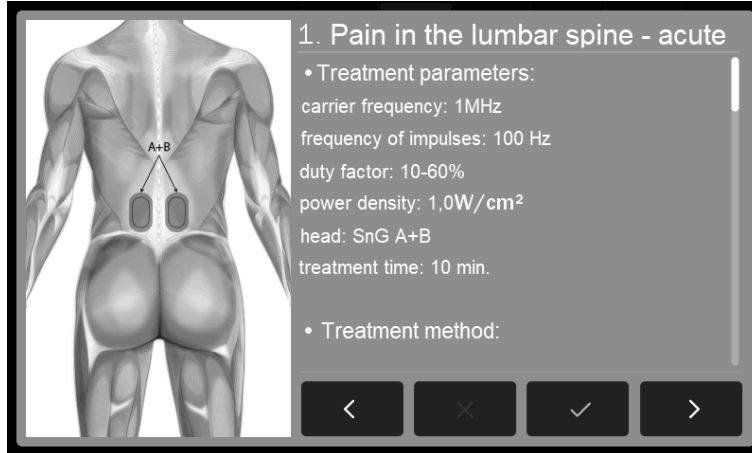 1. Pain in the lumbar spine - acute
• Treatment parameters:
carrier frequency: 1MHz
frequency of impulses: 100 Hz
duty factor: 10-60%
power density: 1,0W/cm²
head: SnG A+B
treatment time: 10 min.
• Treatment method:
A+B